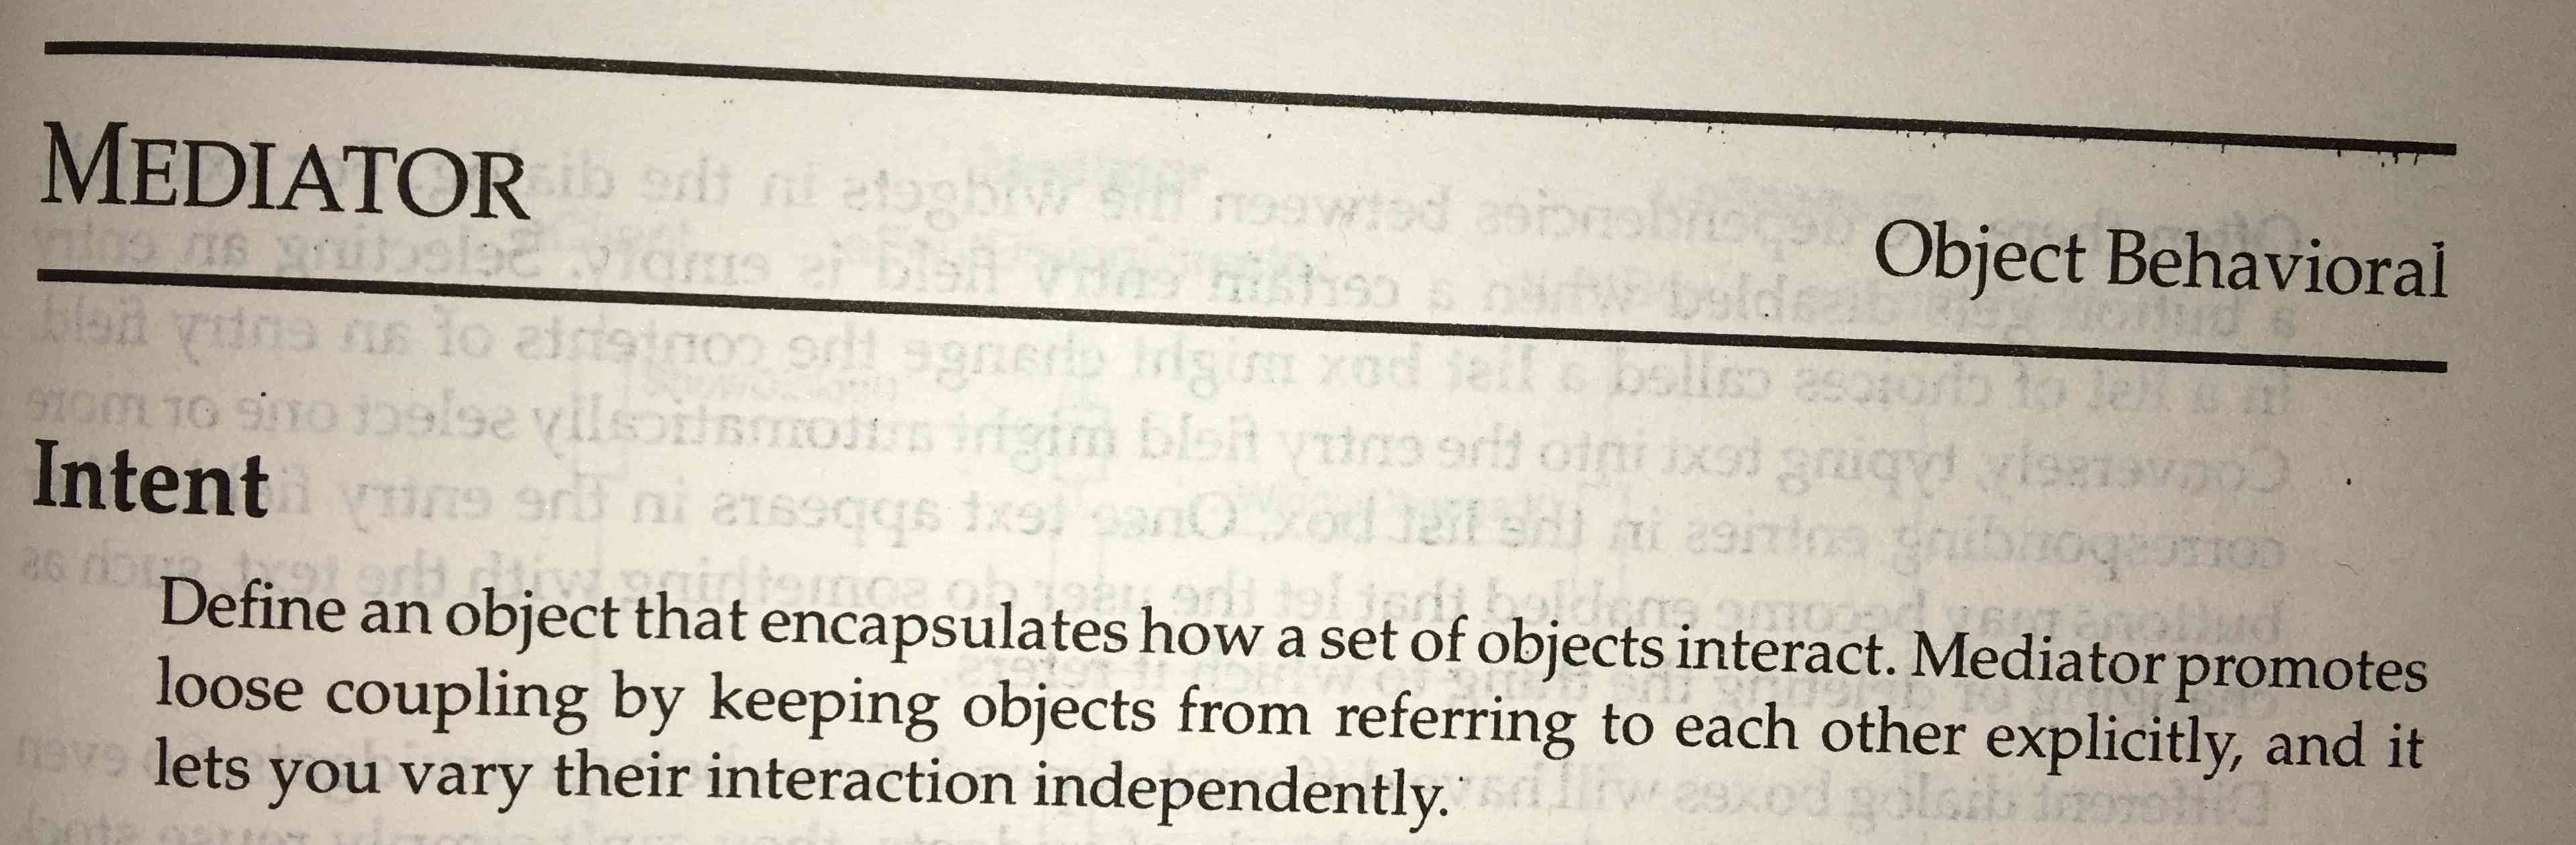 MEDIATOR
Object Behavioral
Intent
Define an object that encapsulates how a set of objects interact. Mediator promotes
loose coupling by keeping objects from referring to each other explicitly, and it
lets you vary their interaction independently.